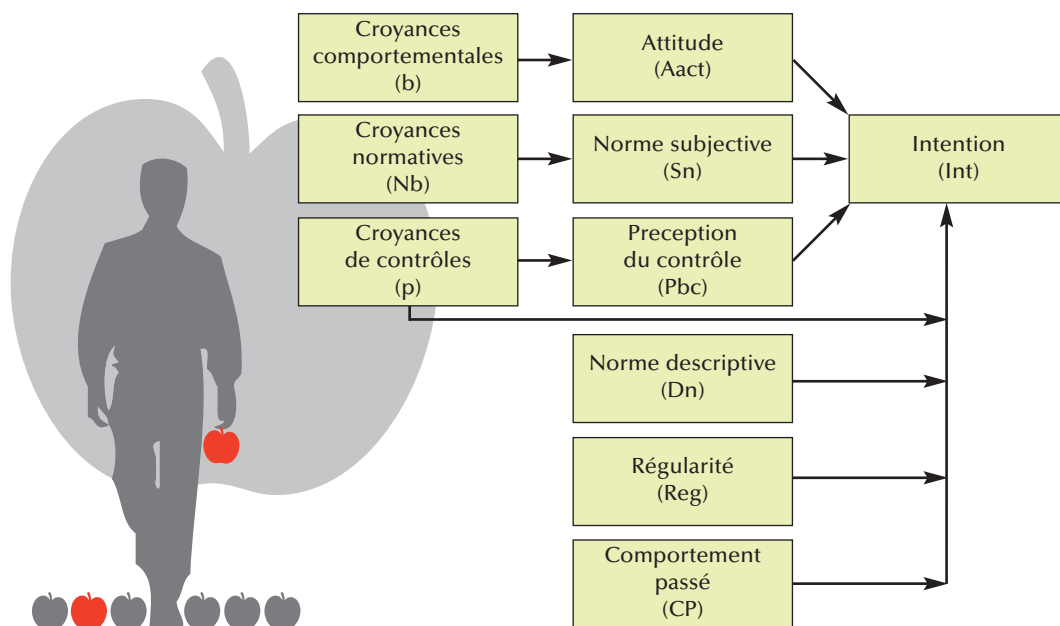 Croyances
comportementales
(b)
Attitude
(Aact)
Croyances
normatives
(Nb)
Norme subjective
(Sn)
Intention
(Int)
Croyances
de contrôles
(p)
Preception
du contrôle
(Pbc)
Norme descriptive
(Dn)
Régularité
(Reg)
Comportement
passé
(CP)